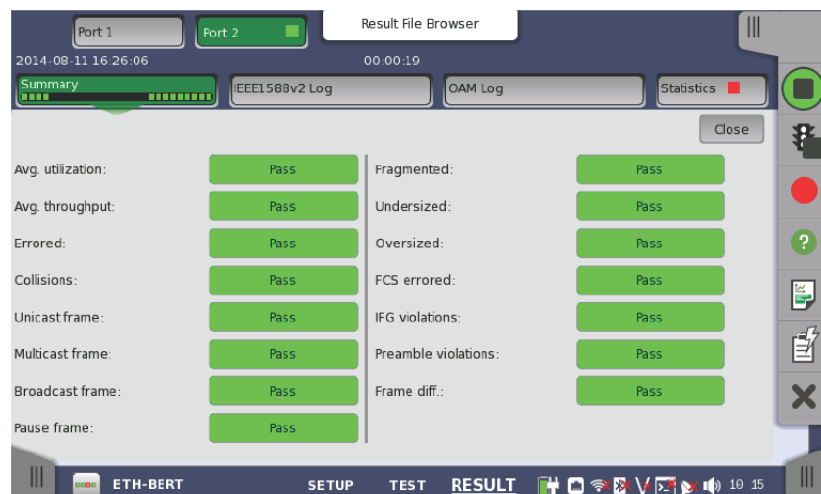 Result File Browser
Port 1
Port 2
2014-08-11 16:26:06
00:00:19
Summary
IEEE1588v2 Log
OAM Log
Statistics
Close
Avg. utilization: Pass
Fragmented: Pass
Avg. throughput: Pass
Undersized: Pass
Errored: Pass
Oversized: Pass
Collisions: Pass
FCS errored: Pass
Unicast frame: Pass
IFG violations: Pass
Multicast frame: Pass
Preamble violations: Pass
Broadcast frame: Pass
Frame diff.: Pass
Pause frame: Pass
?
ETH-BERT
SETUP
TEST
RESULT
10 15